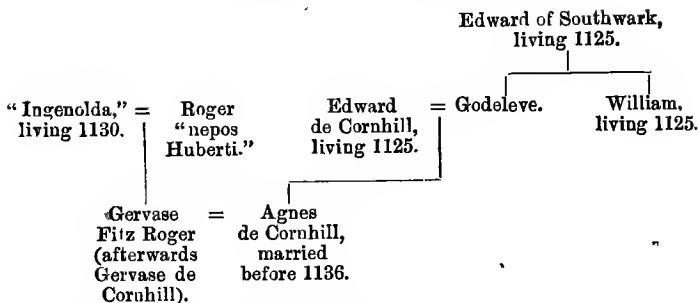 Edward of Southwark,
living 1125.
"Ingenolda," = Roger Edward = Godeleve. William,
living 1130. "nepos de Cornhill, living 1125.
Huberti." living 1125.
Gervase = Agnes
Fitz Roger de Cornhill,
(afterwards married
Gervase de before 1136.
Cornhill).